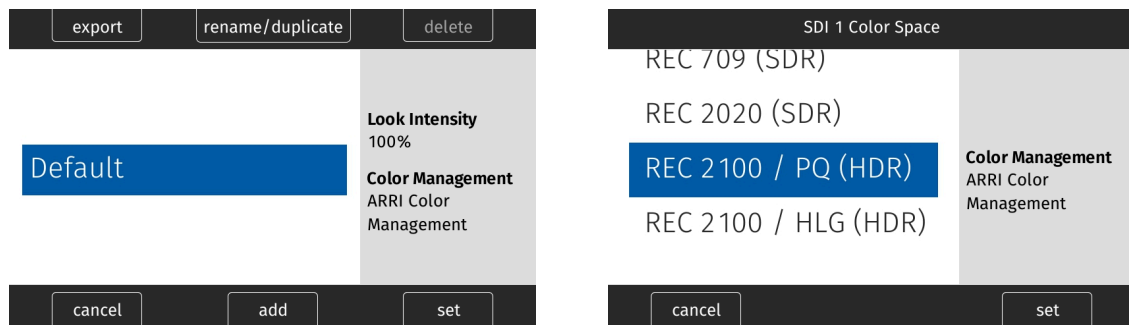 export rename/duplicate delete
Default
Look Intensity
100%
Color Management
ARRI Color
Management
cancel add set
SDI 1 Color Space
REC 709 (SDR)
REC 2020 (SDR)
REC 2100 / PQ (HDR)
REC 2100 / HLG (HDR)
Color Management
ARRI Color
Management
cancel set